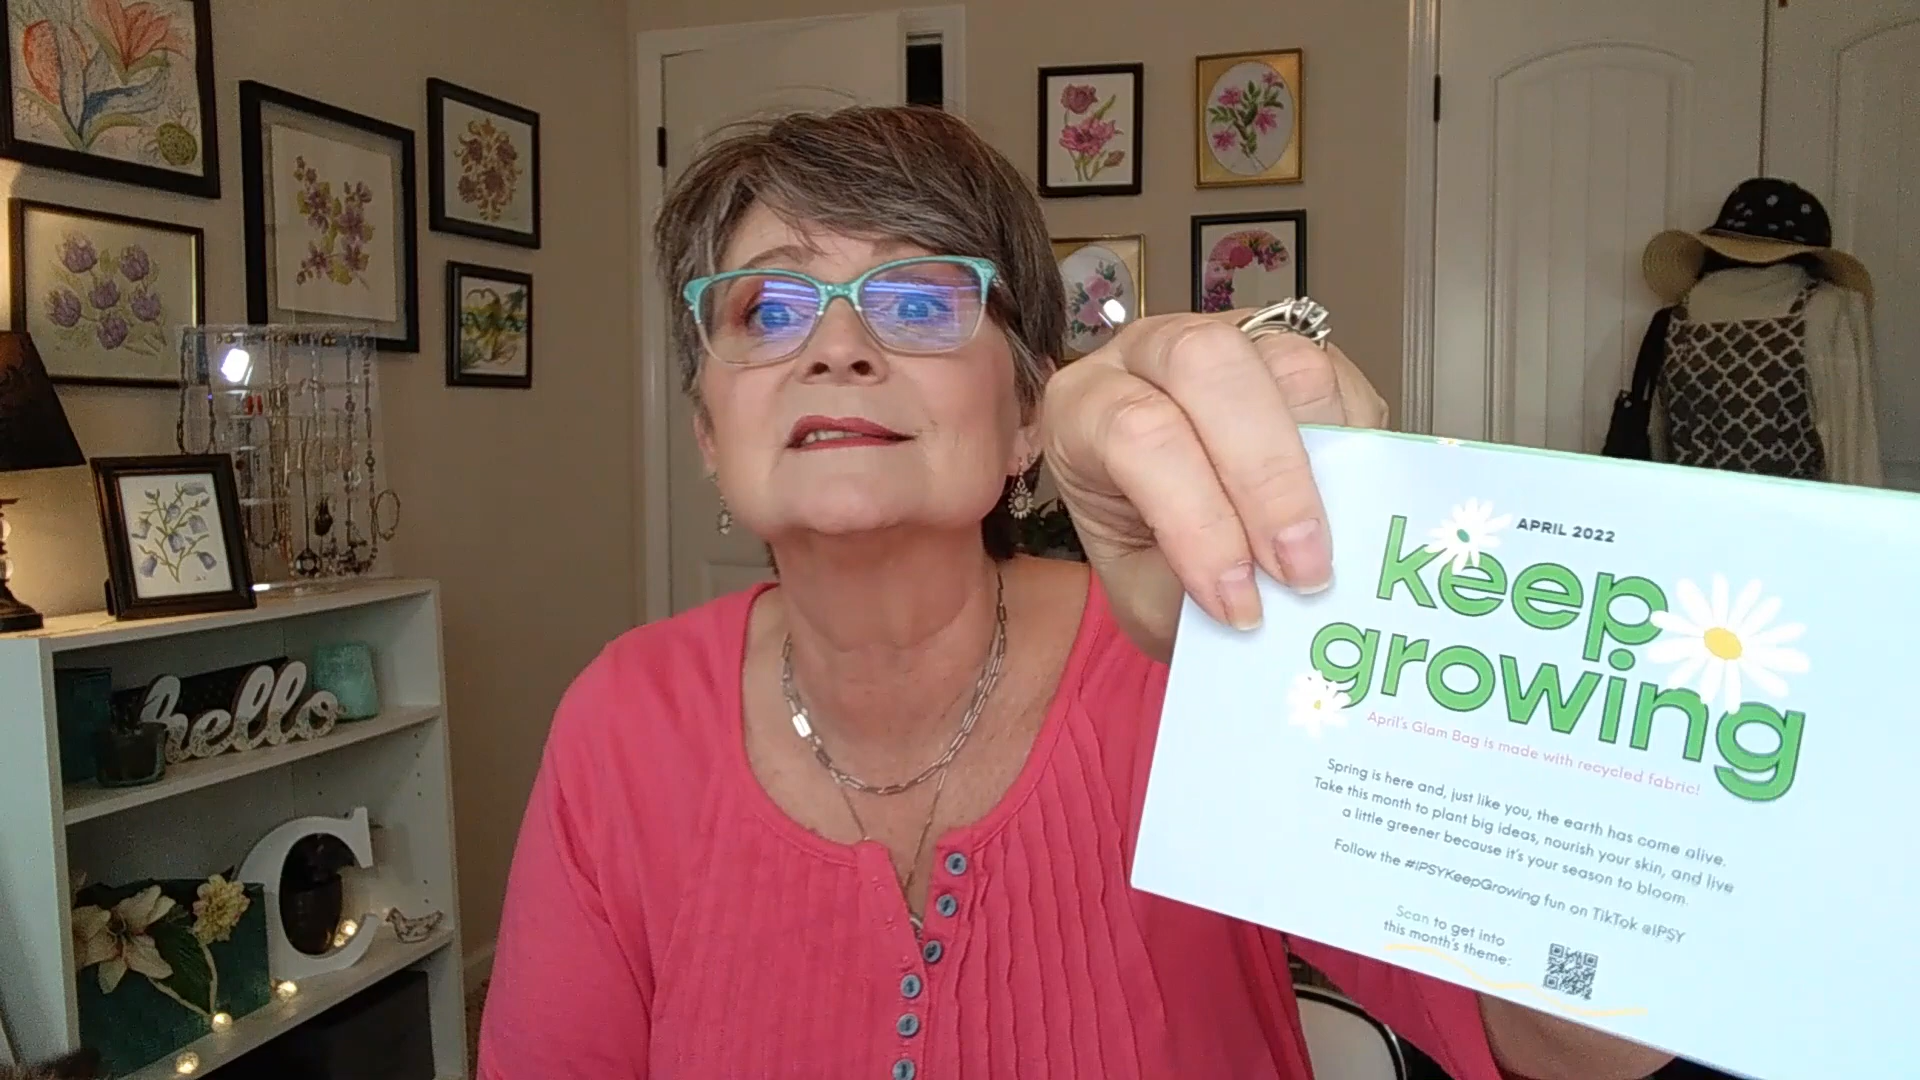 APRIL 2022
keep
growing
April's Glam Bag is made with recycled fabric!
Spring is here and, just like you, the earth has come alive.
Take this month to plant big ideas, nourish your skin, and live
a little greener because it's your season to bloom.
Follow the #IPSYKeepGrowing fun on TikTok @IPSY
Scan to get into
this month's theme:
hello
C